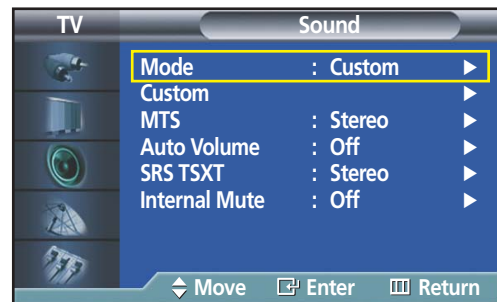 TV Sound
Mode : Custom
Custom
MTS : Stereo
Auto Volume : Off
SRS TSXT : Stereo
Internal Mute : Off
Move Enter Return